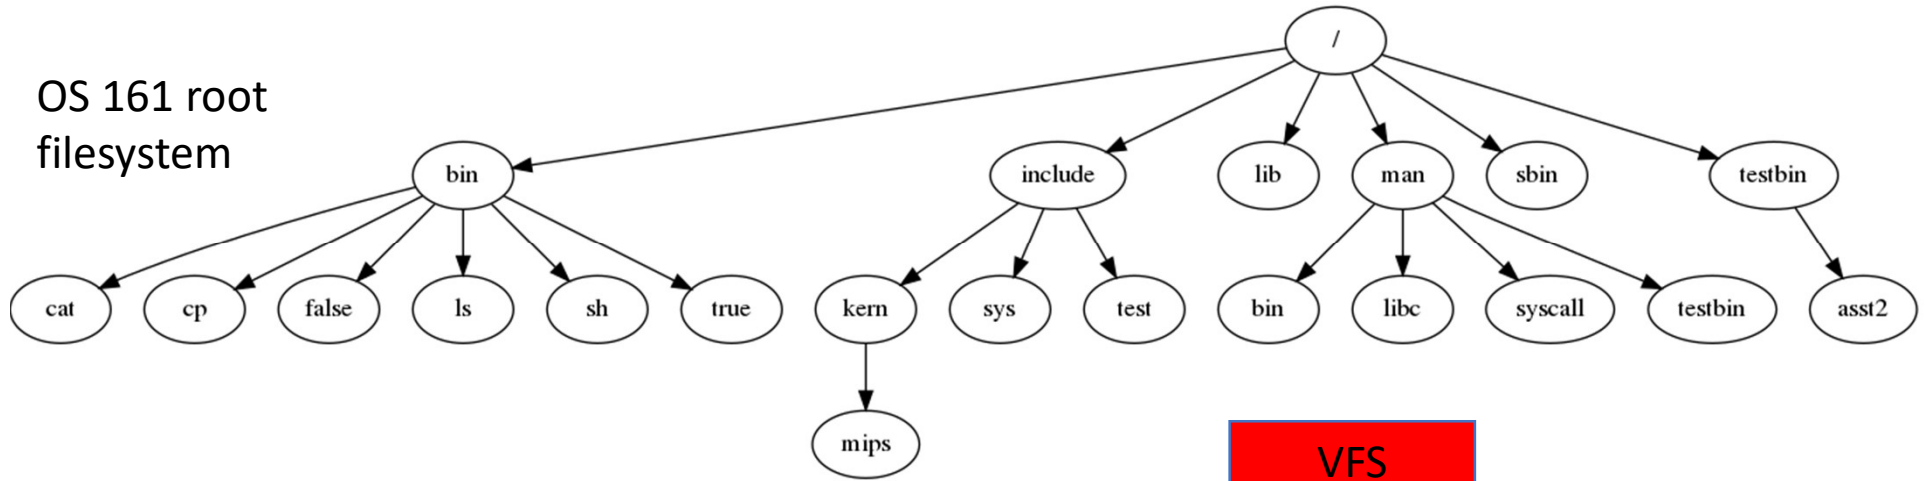 /
OS 161 root
filesystem
bin include lib man sbin testbin
cat cp false ls sh true kern sys test bin libc syscall testbin asst2
mips
VFS